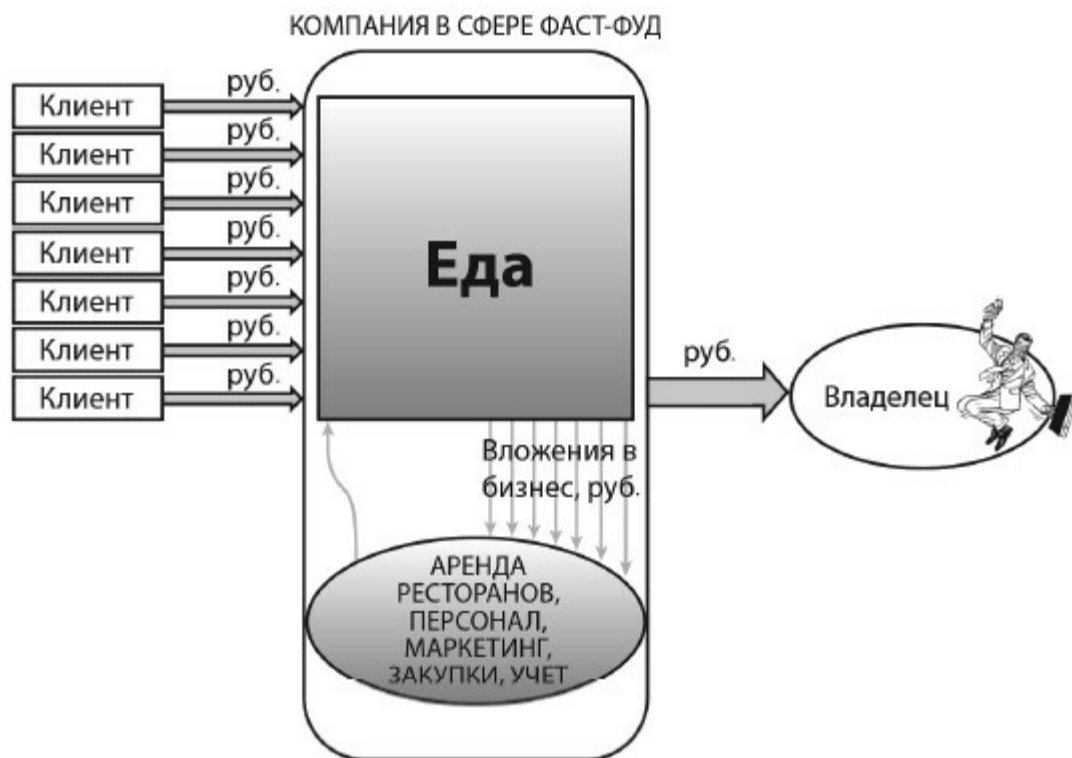 КОМПАНИЯ В СФЕРЕ ФАСТ-ФУД
руб.
Клиент
руб.
Клиент
руб.
Клиент
руб.
Клиент
руб.
Клиент
руб.
Клиент
руб.
Клиент
Еда
руб.
Владелец
Вложения в
бизнес, руб.
АРЕНДА
РЕСТОРАНОВ,
ПЕРСОНАЛ,
МАРКЕТИНГ,
ЗАКУПКИ, УЧЕТ